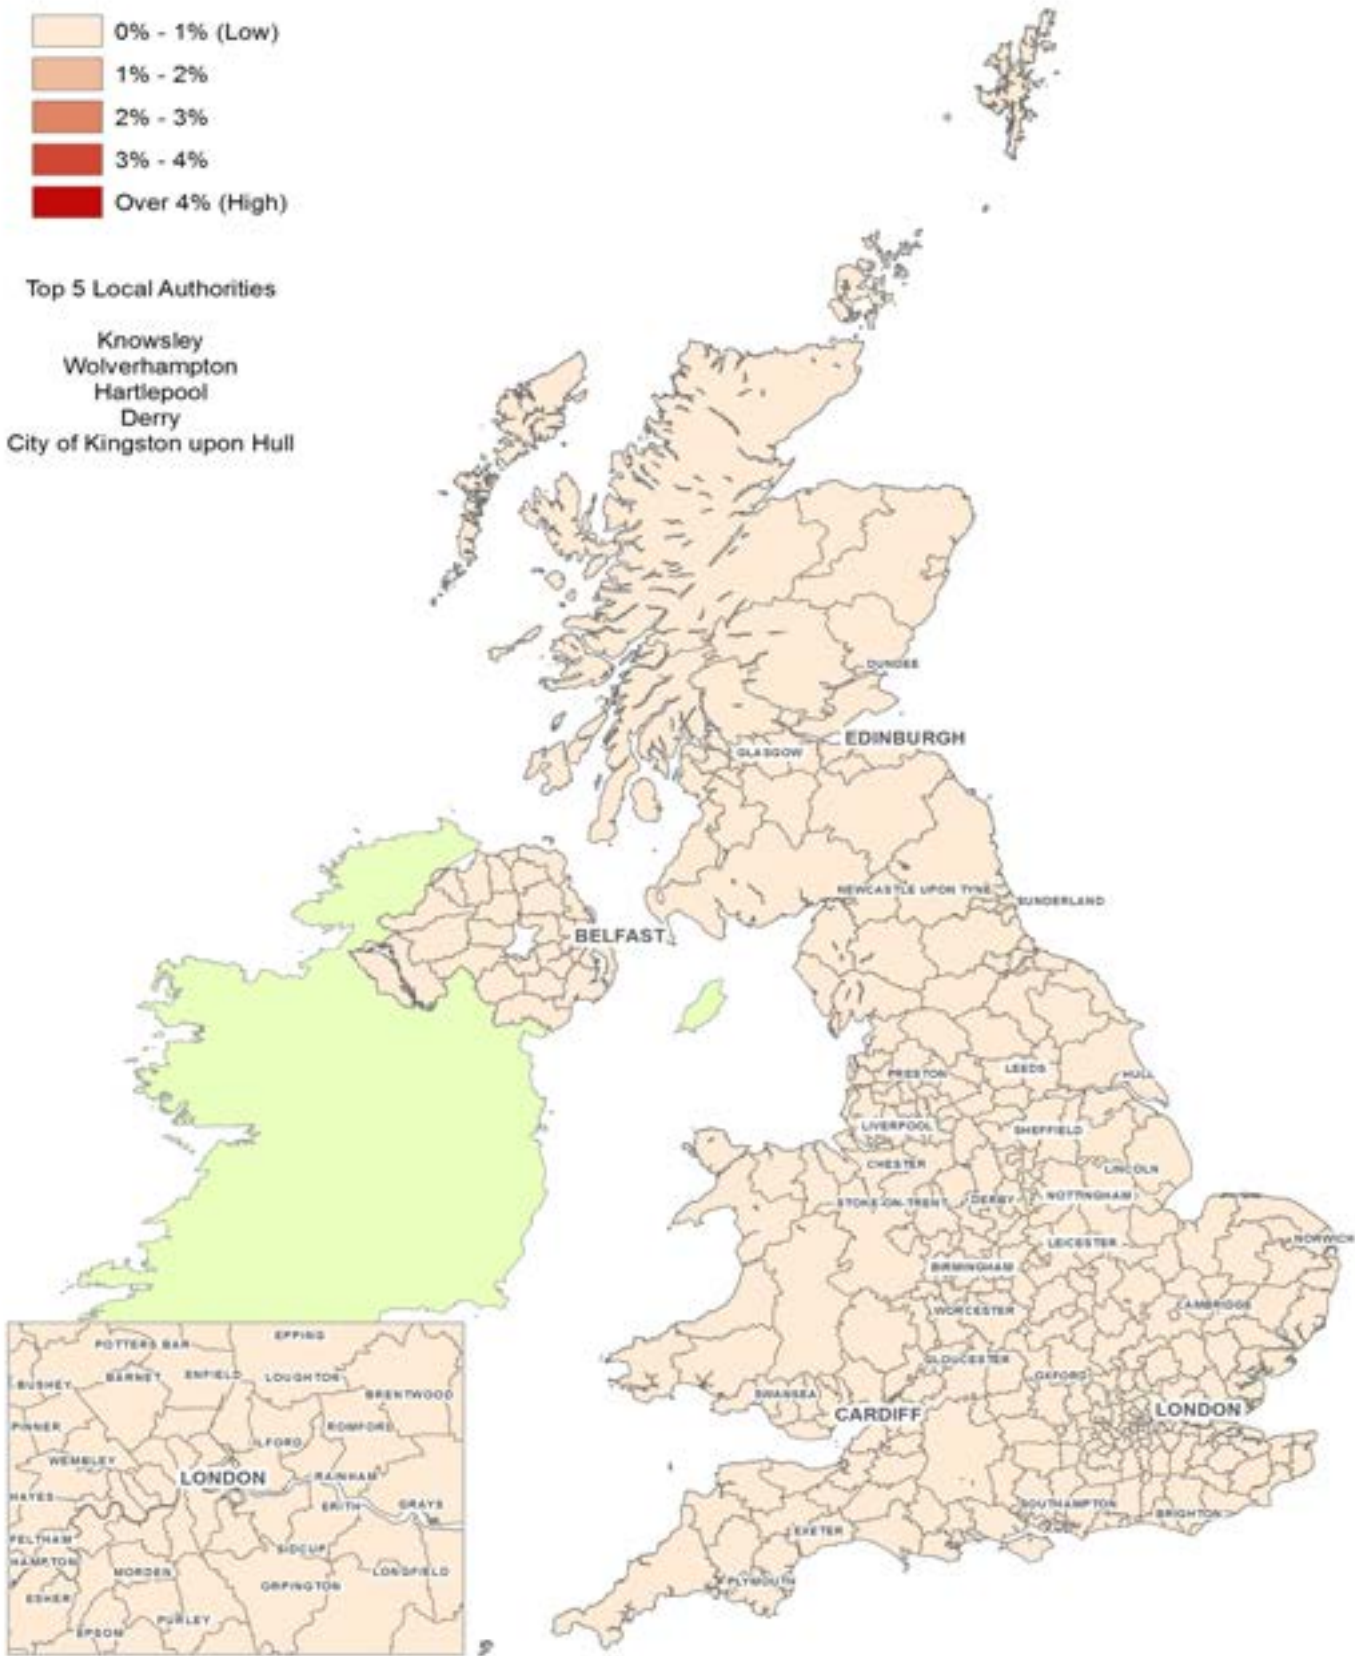 0% - 1% (Low)
1% - 2%
2% - 3%
3% - 4%
Over 4% (High)
Top 5 Local Authorities
Knowsley
Wolverhampton
Hartlepool
Derry
City of Kingston upon Hull
DUNDEE
EDINBURGH
GLASGOW
NEWCASTLE UPON TYNE
SUNDERLAND
BELFAST
PRESTON
LEEDS
HULL
LIVERPOOL
SHEFFIELD
CHESTER
LINCOLN
STOKE-ON-TRENT
DERBY
NOTTINGHAM
LEICESTER
NORWICH
BIRMINGHAM
WORCESTER
CAMBRIDGE
GLOUCESTER
OXFORD
SWANSEA
CARDIFF
LONDON
SOUTHAMPTON
BRIGHTON
EXETER
PLYMOUTH
POTTERS BAR
EPPING
BUSHEY
BARNET
ENFIELD
LOUGHTON
BRENTWOOD
PINNER
ROMFORD
ILFORD
WEMBLEY
LONDON
RAINHAM
HAYES
ERITH
GRAYS
FELTHAM
HAMPTON
SIDCUP
MORDEN
LONGFIELD
ORPINGTON
ESHER
PURLEY
EPSOM